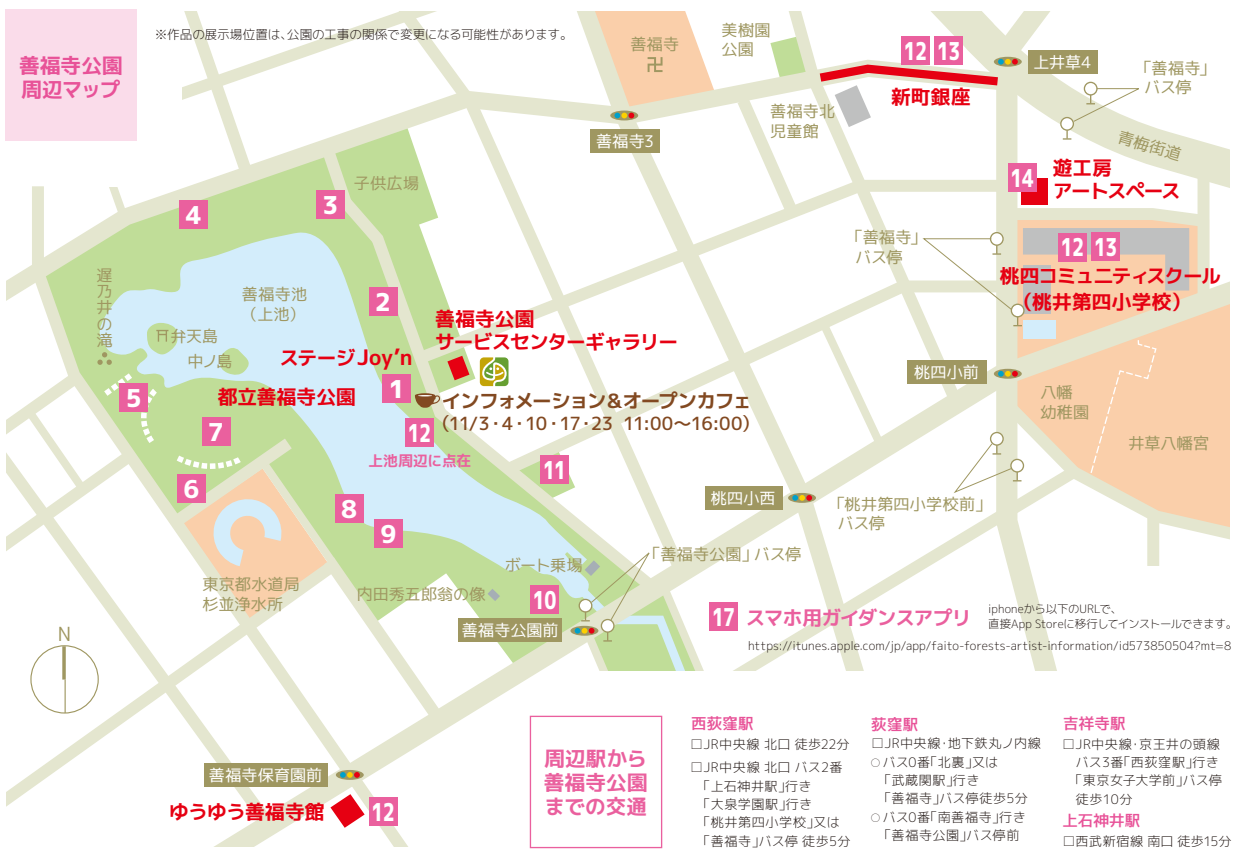 善福寺公園
周辺マップ
※作品の展示場位置は、公園の工事の関係で変更になる可能性があります。
善福寺
卍
美樹園
公園
12 13
新町銀座
上井草4
「善福寺」
バス停
善福寺北
児童館
善福寺3
青梅街道
14
遊工房
アートスペース
子供広場
3
4
「善福寺」
バス停
12 13
桃四コミュニティスクール
（桃井第四小学校）
遅乃井の滝
善福寺池
（上池）
2
弁天島
中ノ島
善福寺公園
サービスセンターギャラリー
ステージJoy'n
1
都立善福寺公園
インフォメーション&オープンカフェ
（11/3・4・10・17・23 11:00〜16:00）
桃四小前
八幡
幼稚園
井草八幡宮
5
7
12
上池周辺に点在
11
6
8
9
桃四小西
「桃井第四小学校前」
バス停
東京都水道局
杉並浄水所
ボート乗場
「善福寺公園」バス停
内田秀五郎翁の像
10
善福寺公園前
17 スマホ用ガイダンスアプリ
iphoneから以下のURLで、
直接App Storeに移行してインストールできます。
https://itunes.apple.com/jp/app/faito-forests-artist-information/id573850504?mt=8
N
善福寺保育園前
ゆうゆう善福寺館
12
周辺駅から
善福寺公園
までの交通
西荻窪駅
□JR中央線 北口 徒歩22分
□JR中央線 北口 バス2番
「上石神井駅」行き
「大泉学園駅」行き
「桃井第四小学校」又は
「善福寺」バス停 徒歩5分
荻窪駅
□JR中央線・地下鉄丸ノ内線
○バス0番「北裏」又は
「武蔵関駅」行き
「善福寺」バス停徒歩5分
○バス0番「南善福寺」行き
「善福寺公園」バス停前
吉祥寺駅
□JR中央線・京王井の頭線
バス3番「西荻窪駅」行き
「東京女子大学前」バス停
徒歩10分
上石神井駅
□西武新宿線 南口 徒歩15分